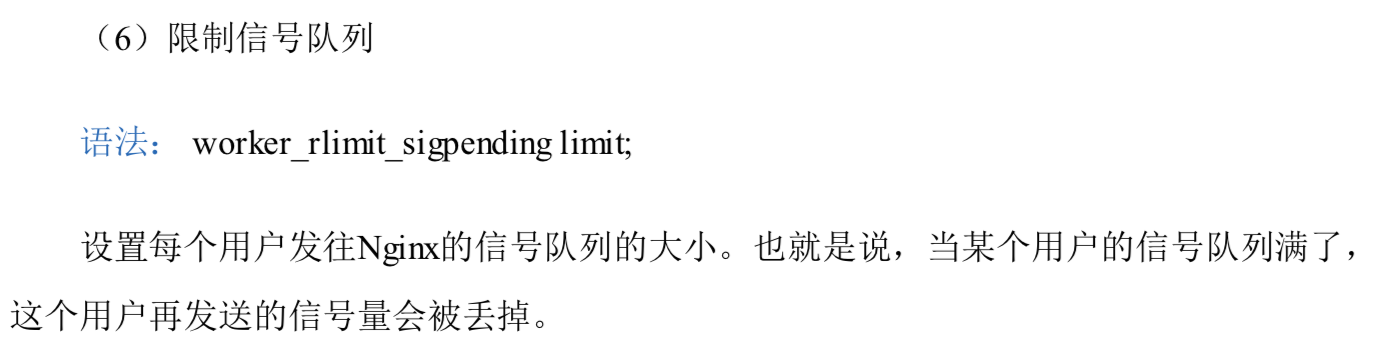 （6）限制信号队列
语法： worker_rlimit_sigpending limit;
设置每个用户发往Nginx的信号队列的大小。也就是说，当某个用户的信号队列满了，
这个用户再发送的信号量会被丢掉。